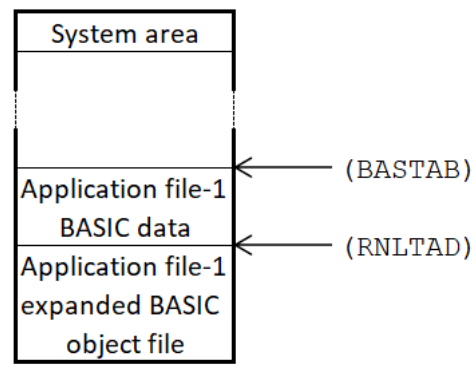 System area
(BASTAB)
Application file-1
BASIC data
(RNLTAD)
Application file-1
expanded BASIC
object file